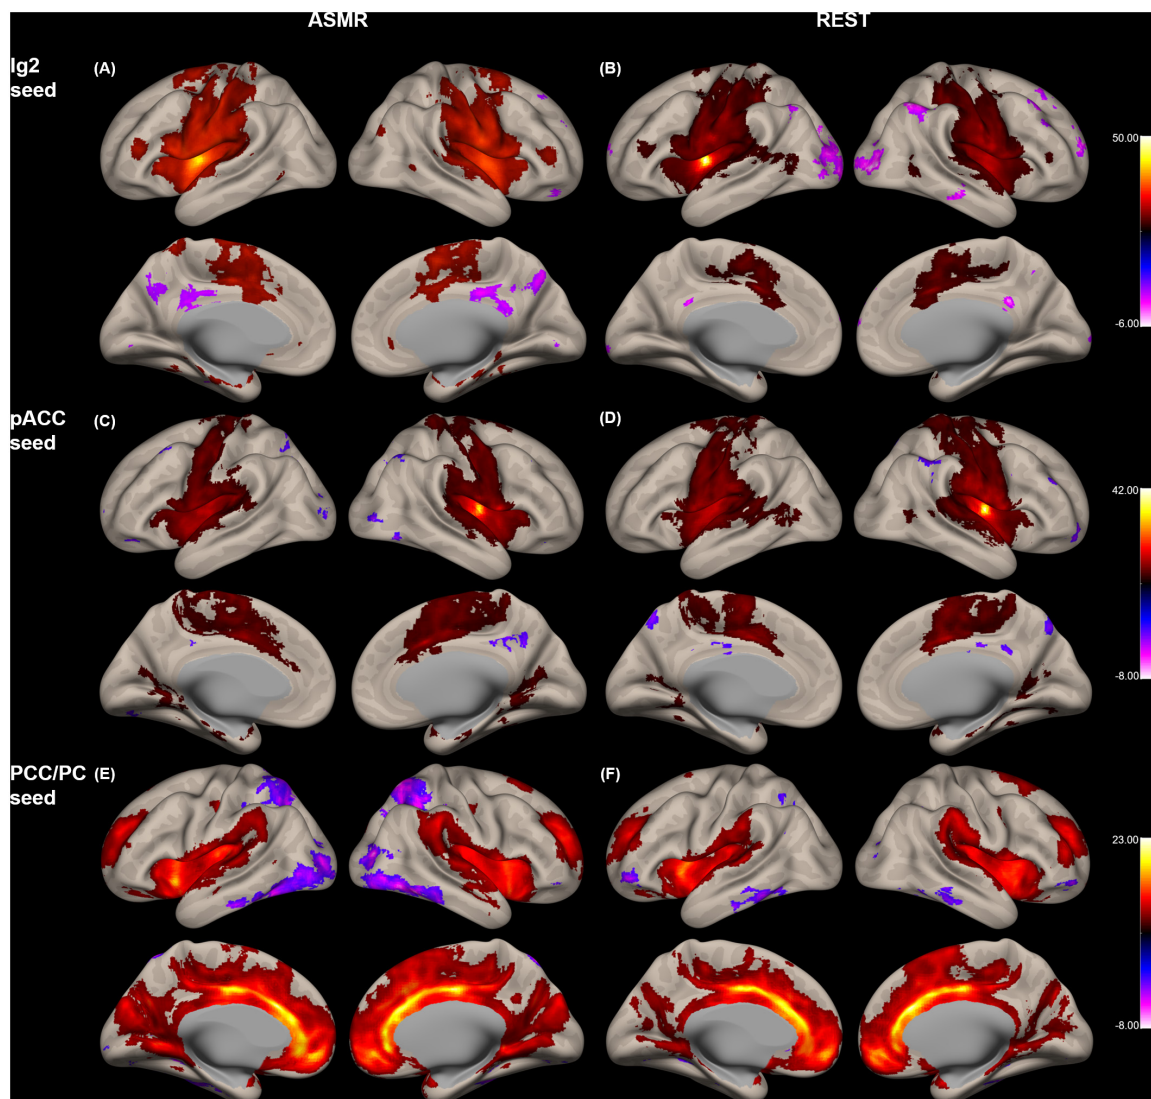 ASMR REST
Ig2 seed (A) (B)
50.00
-6.00
pACC seed (C) (D)
42.00
-8.00
PCC/PC seed (E) (F)
23.00
-8.00